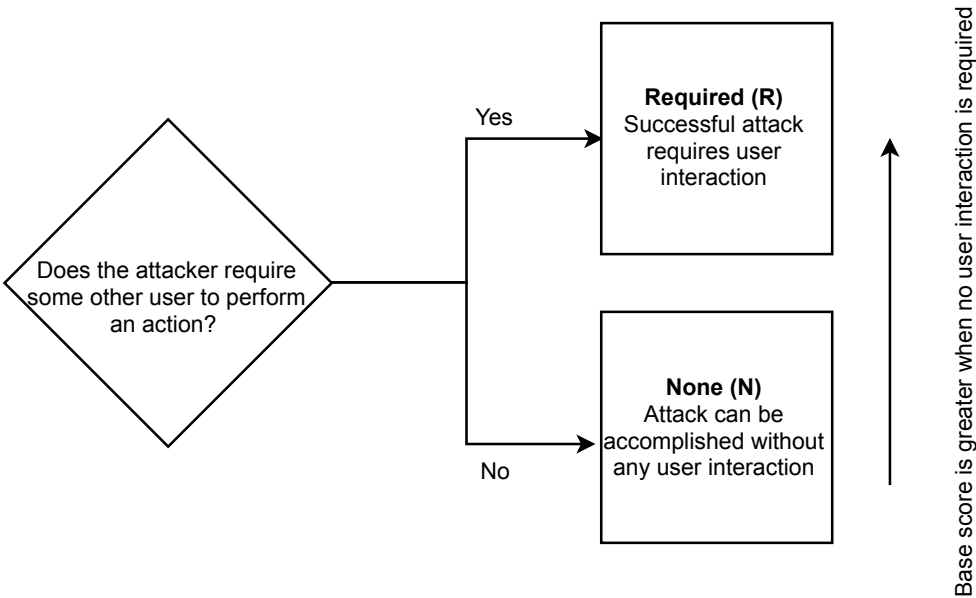 Does the attacker require
some other user to perform
an action?
Yes
Required (R)
Successful attack
requires user
interaction
No
None (N)
Attack can be
accomplished without
any user interaction
Base score is greater when no user interaction is required